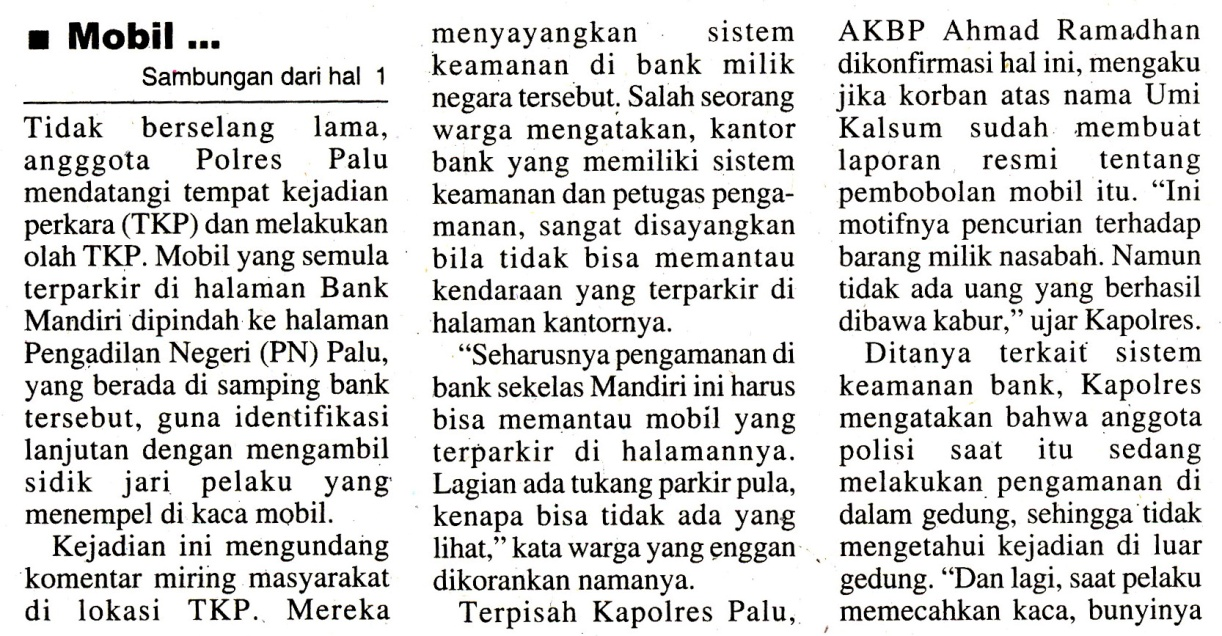 ■ Mobil ...
Sambungan dari hal 1
Tidak berselang lama,
angggota Polres Palu
mendatangi tempat kejadian
perkara (TKP) dan melakukan
olah TKP. Mobil yang semula
terparkir di halaman Bank
Mandiri dipindah ke halaman
Pengadilan Negeri (PN) Palu,
yang berada di samping bank
tersebut, guna identifikasi
lanjutan dengan mengambil
sidik jari pelaku yang
menempel di kaca mobil.
Kejadian ini mengundang
komentar miring masyarakat
di lokasi TKP. Mereka
menyayangkan sistem
keamanan di bank milik
negara tersebut. Salah seorang
warga mengatakan, kantor
bank yang memiliki sistem
keamanan dan petugas penga-
manan, sangat disayangkan
bila tidak bisa memantau
kendaraan yang terparkir di
halaman kantornya.
“Seharusnya pengamanan di
bank sekelas Mandiri ini harus
bisa memantau mobil yang
terparkir di halamannya.
Lagian ada tukang parkir pula,
kenapa bisa tidak ada yang
lihat,” kata warga yang enggan
dikorankan namanya.
Terpisah Kapolres Palu,
AKBP Ahmad Ramadhan
dikonfirmasi hal ini, mengaku
jika korban atas nama Umi
Kalsum sudah membuat
laporan resmi tentang
pembobolan mobil itu. “Ini
motifnya pencurian terhadap
barang milik nasabah. Namun
tidak ada uang yang berhasil
dibawa kabur,” ujar Kapolres.
Ditanya terkait sistem
keamanan bank, Kapolres
mengatakan bahwa anggota
polisi saat itu sedang
melakukan pengamanan di
dalam gedung, sehingga tidak
mengetahui kejadian di luar
gedung. “Dan lagi, saat pelaku
memecahkan kaca, bunyinya